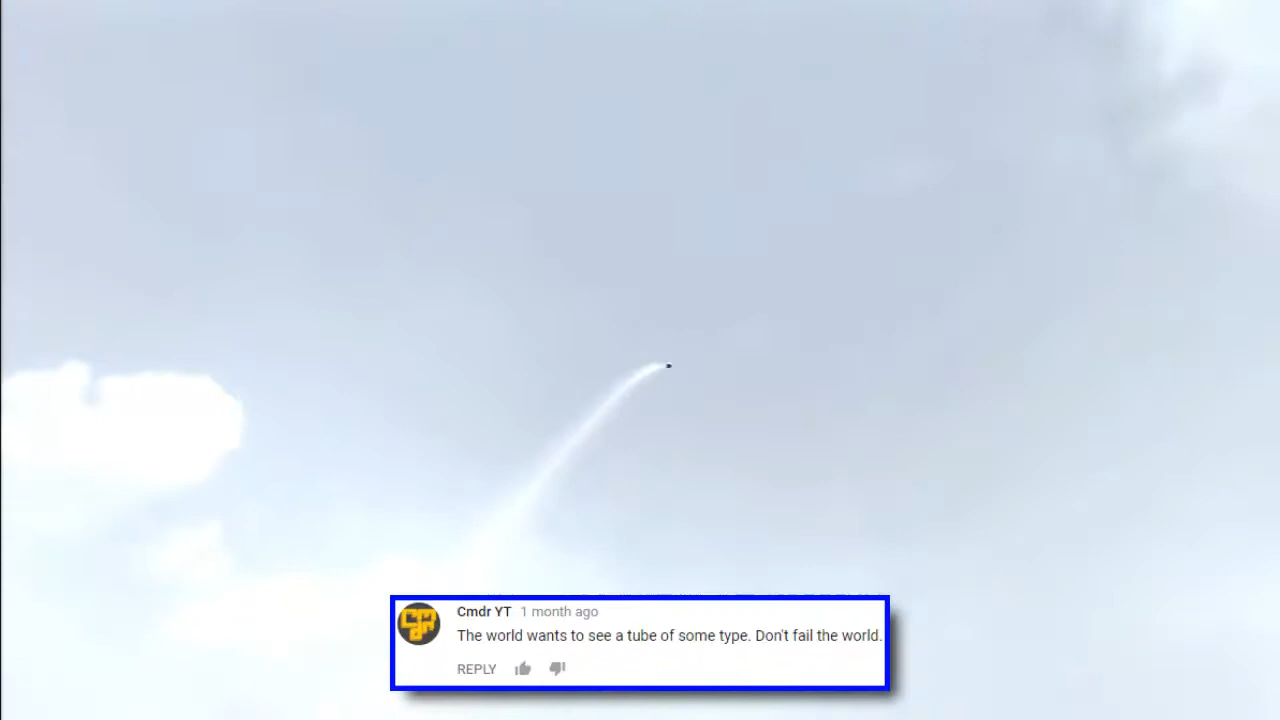 Cmdr YT 1 month ago
The world wants to see a tube of some type. Don't fail the world.
REPLY